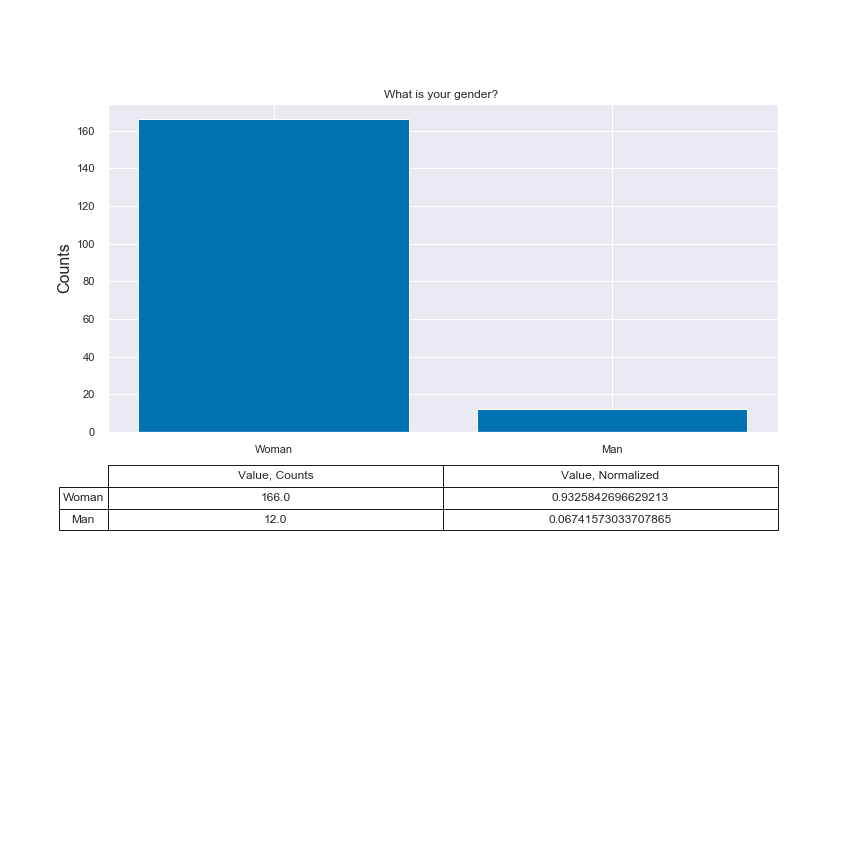 What is your gender?
Counts
160
140
120
100
80
60
40
20
0
Woman Man
Value, Counts Value, Normalized
Woman 166.0 0.9325842696629213
Man 12.0 0.06741573033707865